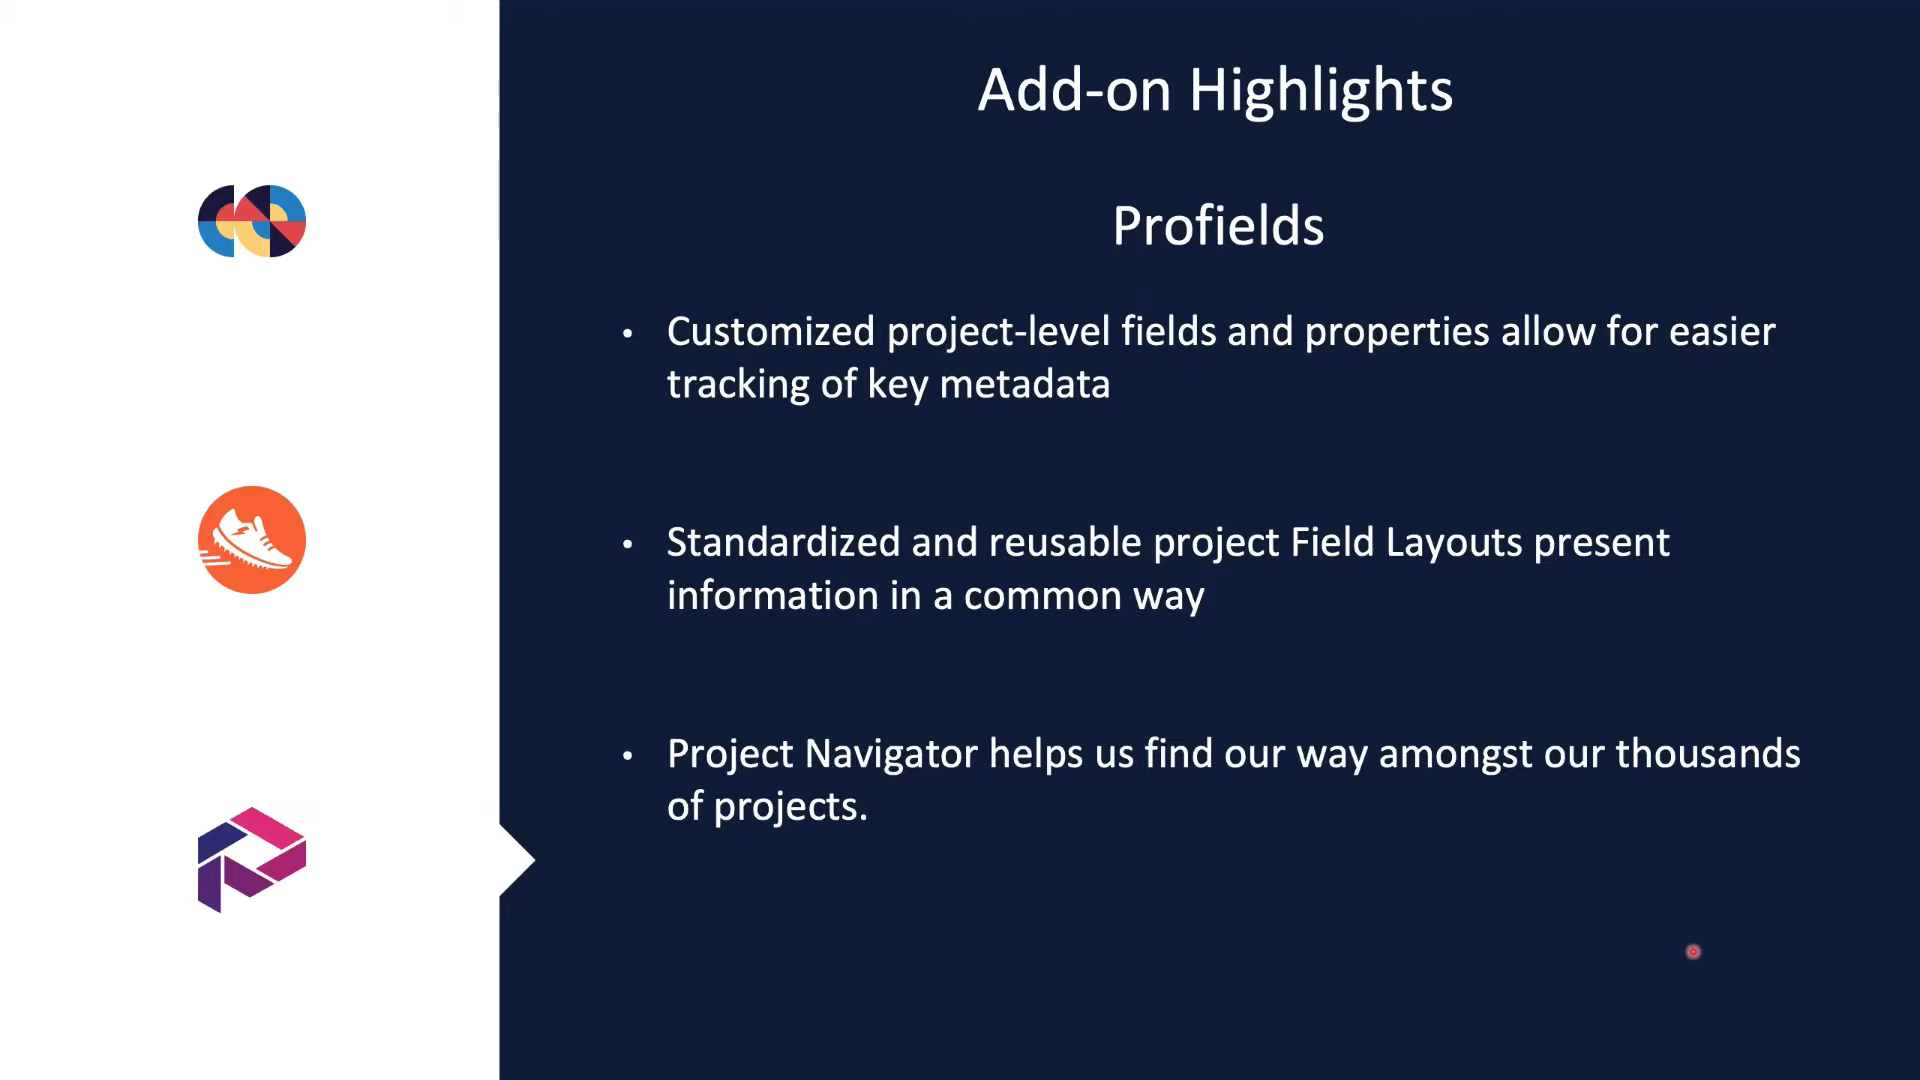 Add-on Highlights
Profields
• Customized project-level fields and properties allow for easier
tracking of key metadata
• Standardized and reusable project Field Layouts present
information in a common way
• Project Navigator helps us find our way amongst our thousands
of projects.